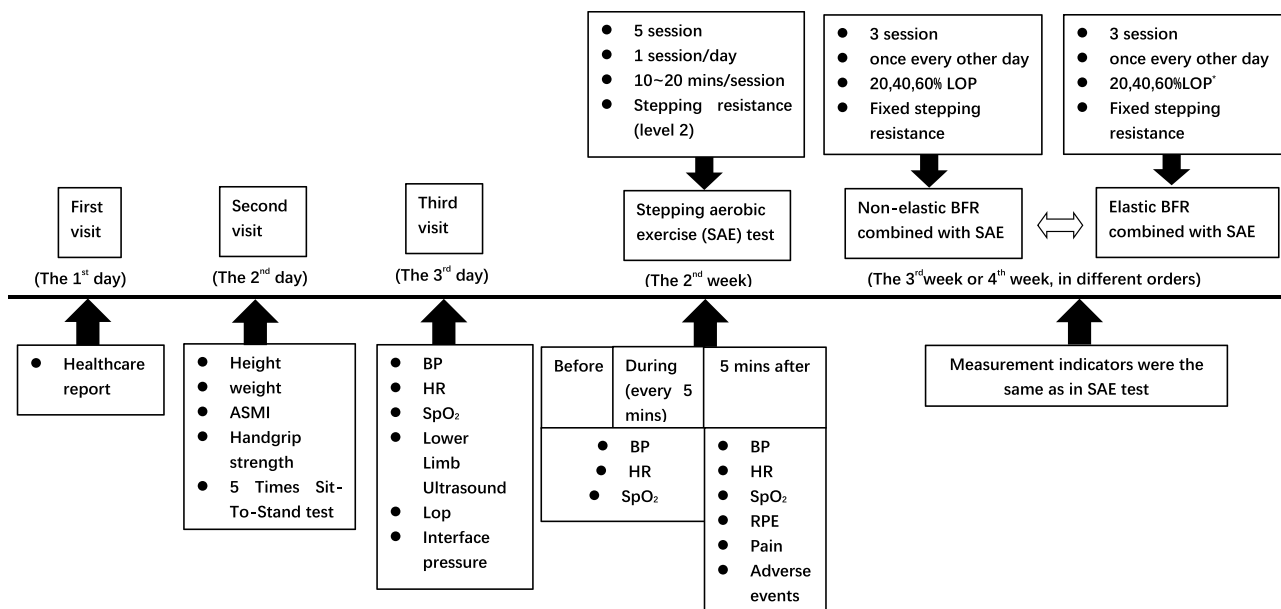 ● 5 session
● 1 session/day
● 10~20 mins/session
● Stepping resistance
(level 2)
● 3 session
● once every other day
● 20,40,60% LOP
● Fixed stepping
resistance
● 3 session
● once every other day
● 20,40,60%LOP*
● Fixed stepping
resistance
First
visit
Second
visit
Third
visit
Stepping aerobic
exercise (SAE) test
Non-elastic BFR
combined with SAE
Elastic BFR
combined with SAE
(The 1st day)
(The 2nd day)
(The 3rd day)
(The 2nd week)
(The 3rdweek or 4th week, in different orders)
● Healthcare
report
● Height
● weight
● ASMI
● Handgrip
strength
● 5 Times Sit-
To-Stand test
● BP
● HR
● SpO₂
● Lower
Limb
Ultrasound
● Lop
● Interface
pressure
Before
During
(every 5
mins)
5 mins after
● BP
● HR
● SpO₂
● BP
● HR
● SpO₂
● RPE
● Pain
● Adverse
events
Measurement indicators were the
same as in SAE test